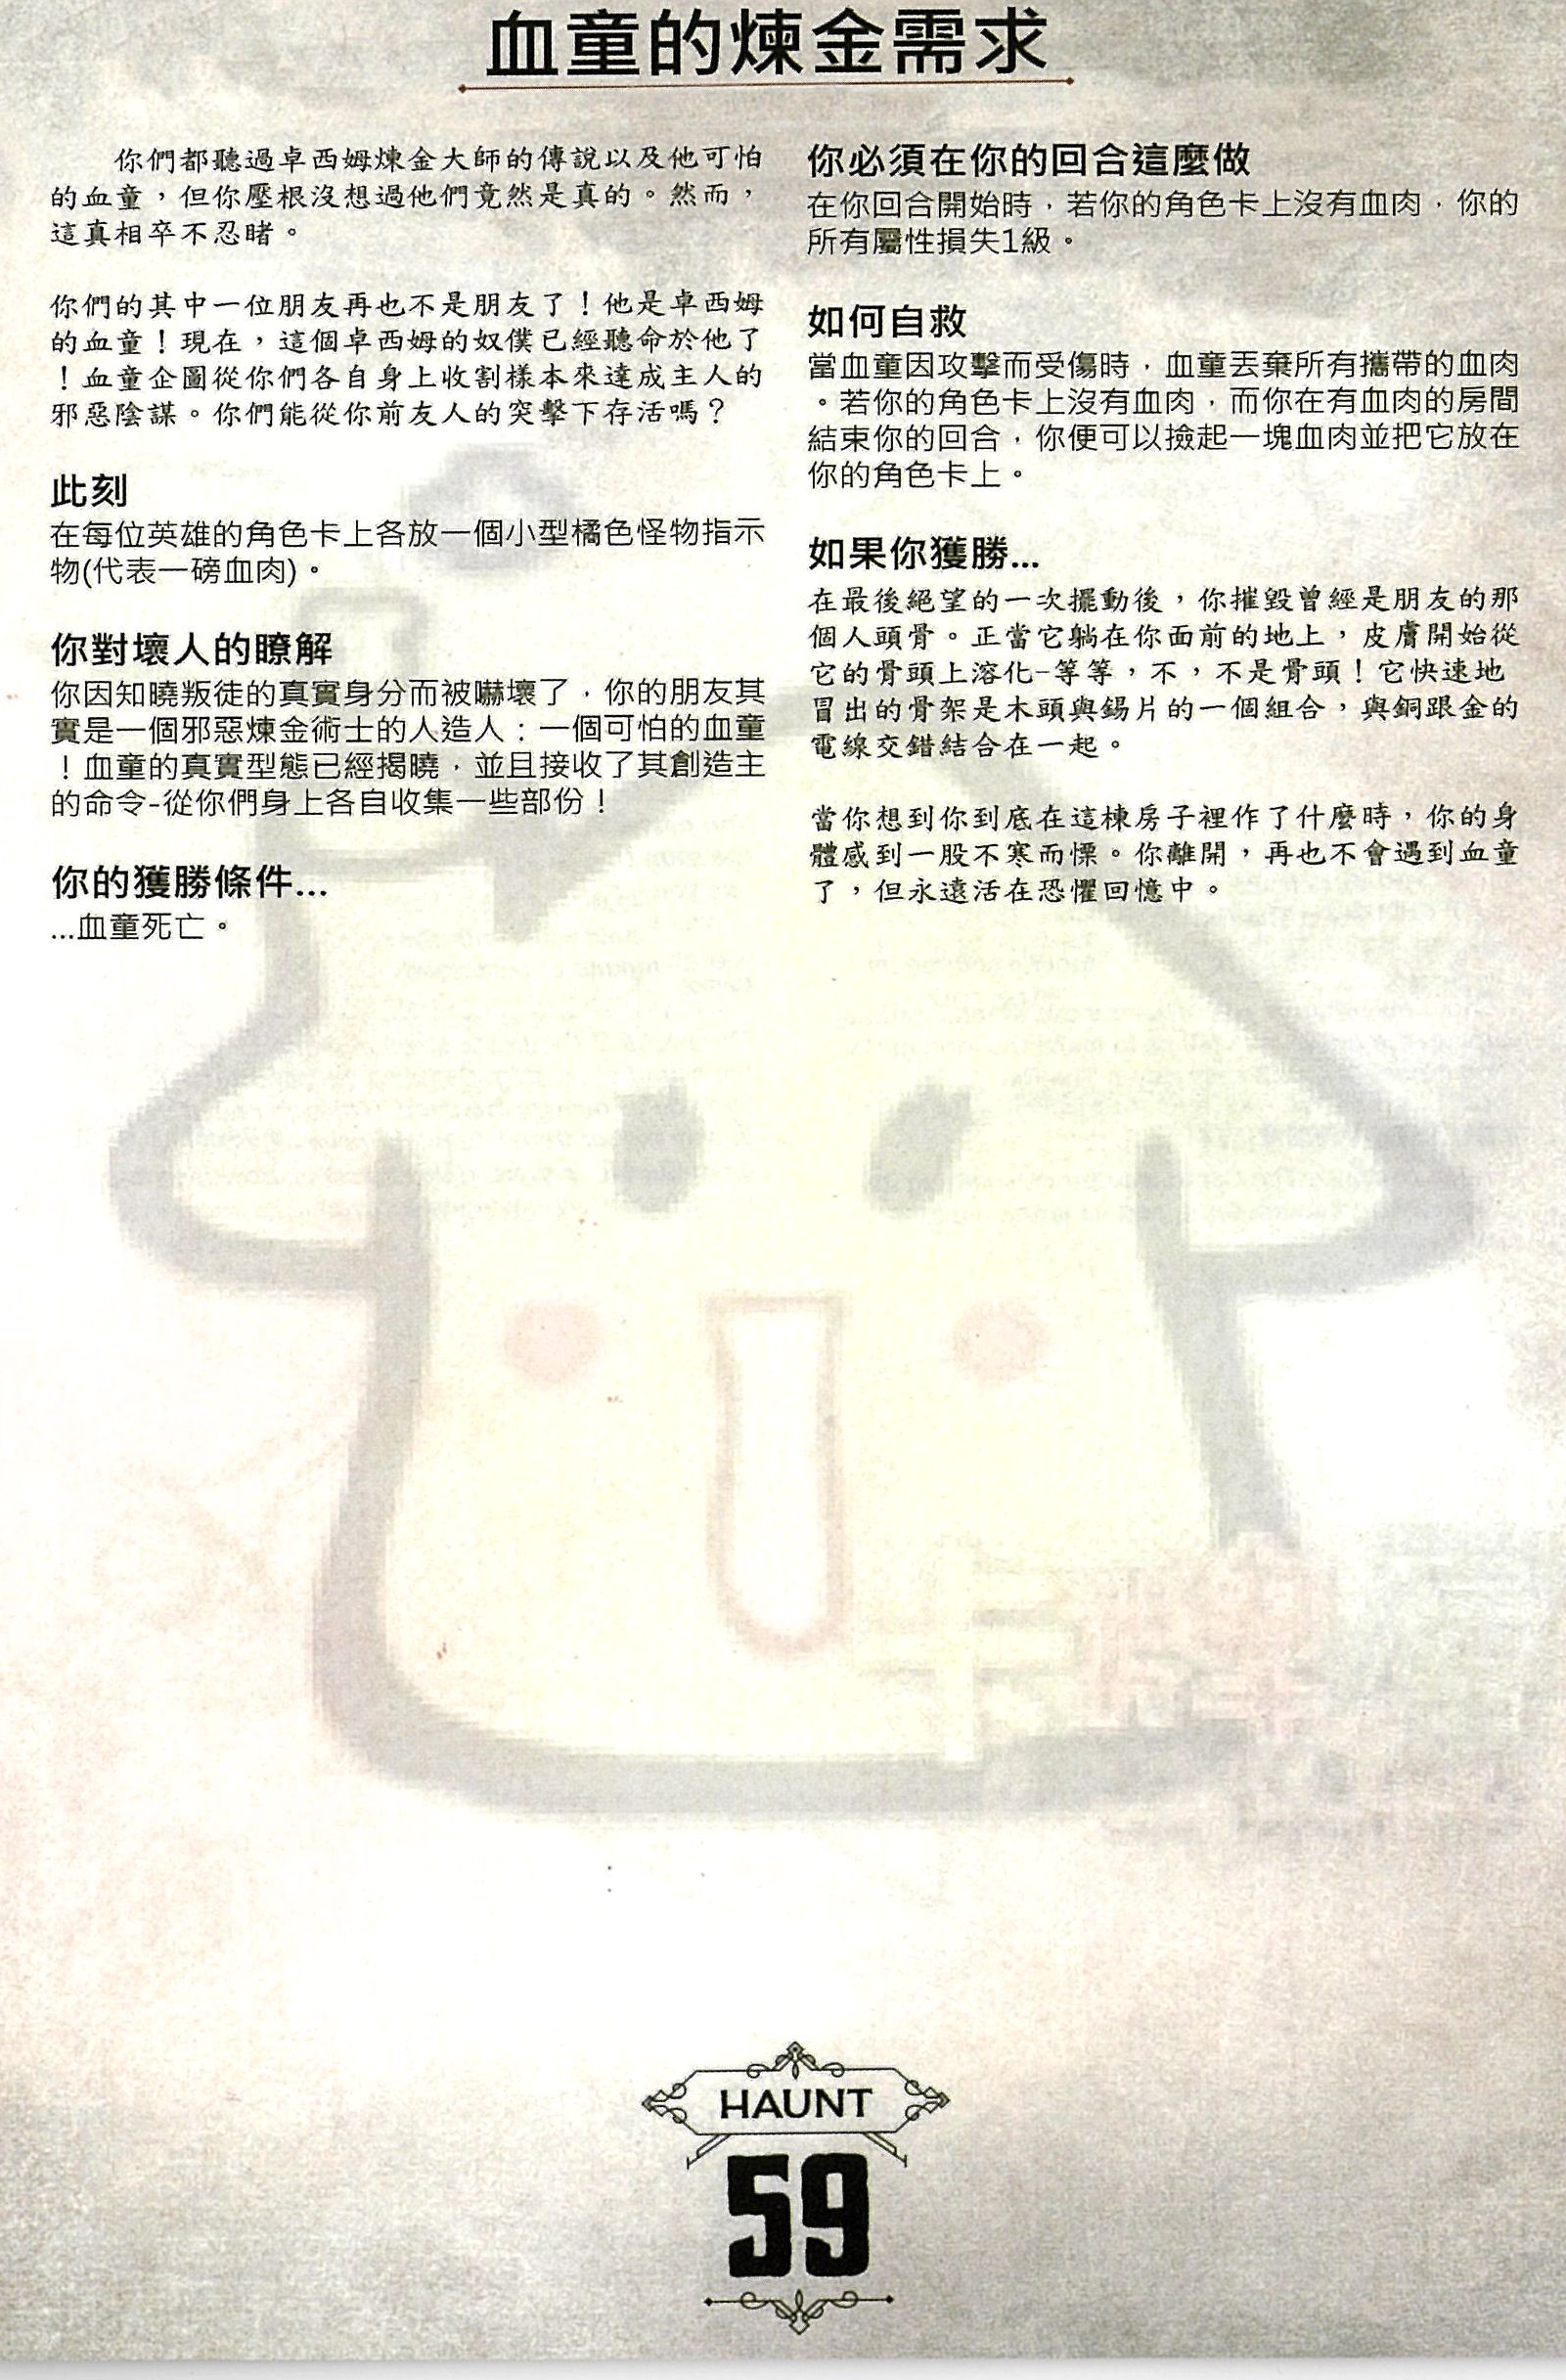 血童的煉金需求
你們都聽過卓西姆煉金大師的傳說以及他可怕
的血童，但你壓根沒想過他們竟然是真的。然而，
這真相卒不忍睹。
你們的其中一位朋友再也不是朋友了！他是卓西姆
的血童！現在，這個卓西姆的奴僕已經聽命於他了
！血童企圖從你們各自身上收割樣本來達成主人的
邪惡陰謀。你們能從你前友人的突擊下存活嗎？
此刻
在每位英雄的角色卡上各放一個小型橘色怪物指示
物(代表一磅血肉)。
你對壞人的瞭解
你因知曉叛徒的真實身分而被嚇壞了，你的朋友其
實是一個邪惡煉金術士的人造人：一個可怕的血童
！血童的真實型態已經揭曉，並且接收了其創造主
的命令-從你們身上各自收集一些部份！
你的獲勝條件...
...血童死亡。
你必須在你的回合這麼做
在你回合開始時，若你的角色卡上沒有血肉，你的
所有屬性損失1級。
如何自救
當血童因攻擊而受傷時，血童丟棄所有攜帶的血肉
。若你的角色卡上沒有血肉，而你在有血肉的房間
結束你的回合，你便可以撿起一塊血肉並把它放在
你的角色卡上。
如果你獲勝...
在最後絕望的一次擺動後，你摧毀曾經是朋友的那
個人頭骨。正當它躺在你面前的地上，皮膚開始從
它的骨頭上溶化-等等，不，不是骨頭！它快速地
冒出的骨架是木頭與錫片的一個組合，與銅跟金的
電線交錯結合在一起。
當你想到你到底在這棟房子裡作了什麼時，你的身
體感到一股不寒而慄。你離開，再也不會遇到血童
了，但永遠活在恐懼回憶中。
HAUNT
59